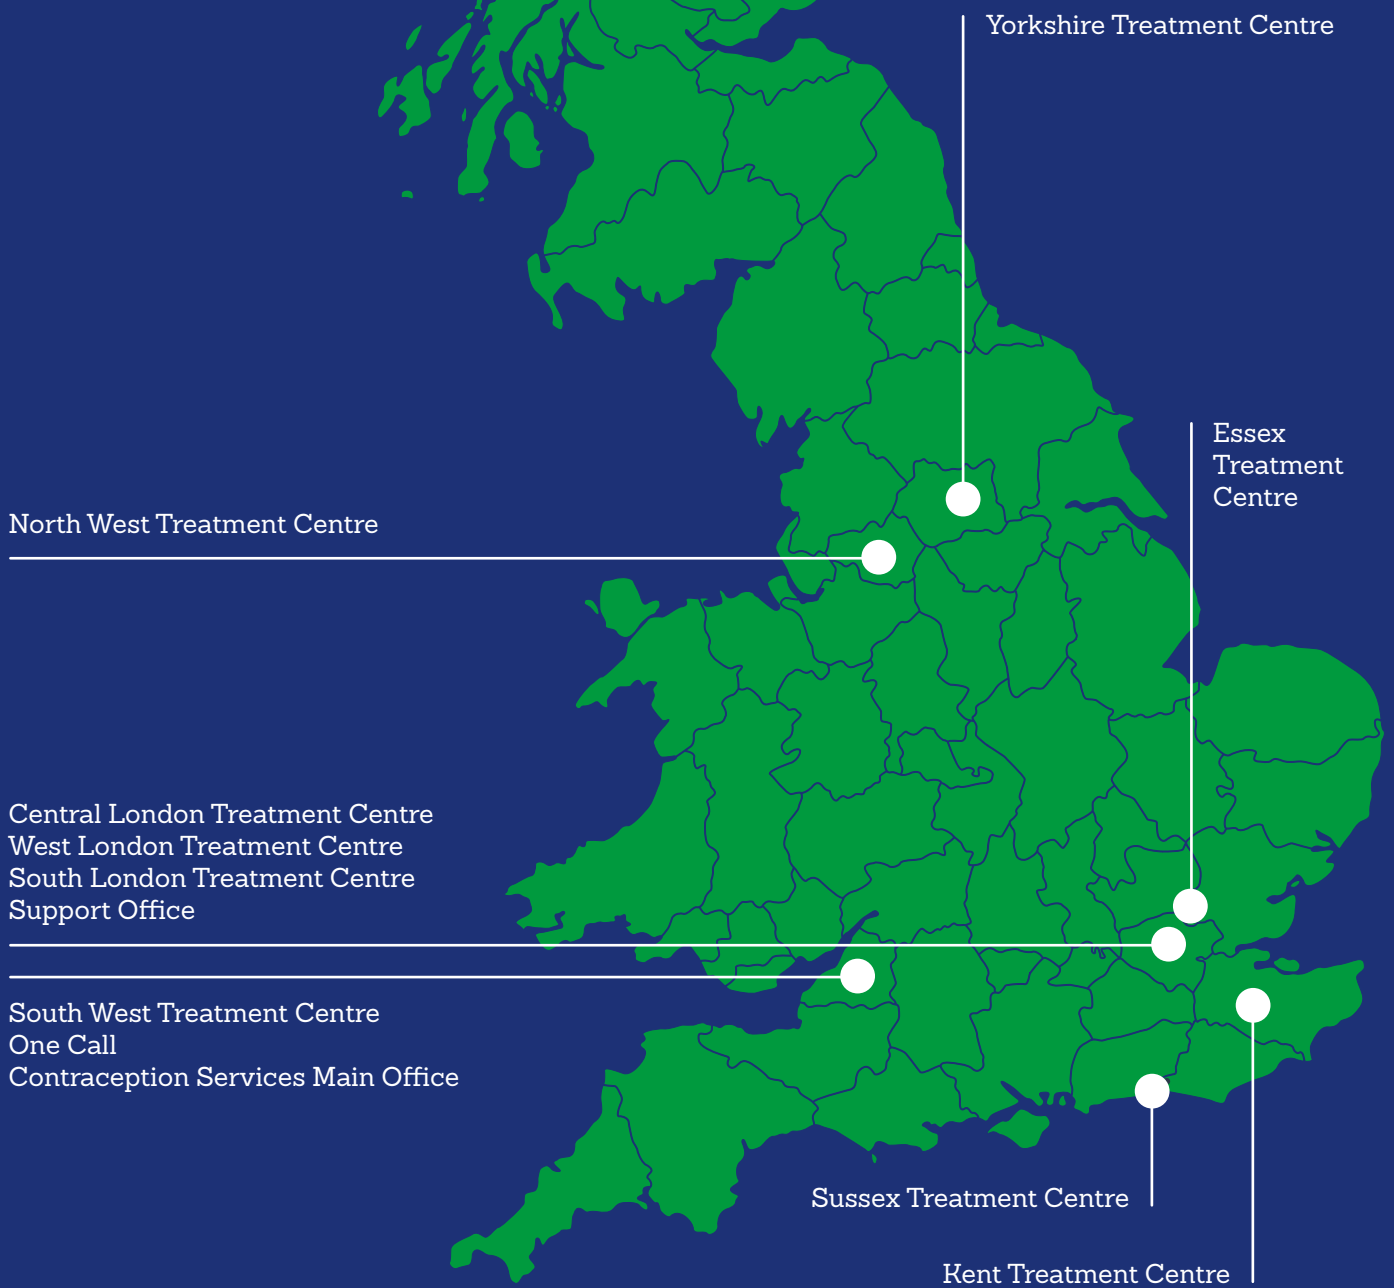 Yorkshire Treatment Centre
Essex
Treatment
Centre
North West Treatment Centre
Central London Treatment Centre
West London Treatment Centre
South London Treatment Centre
Support Office
South West Treatment Centre
One Call
Contraception Services Main Office
Sussex Treatment Centre
Kent Treatment Centre